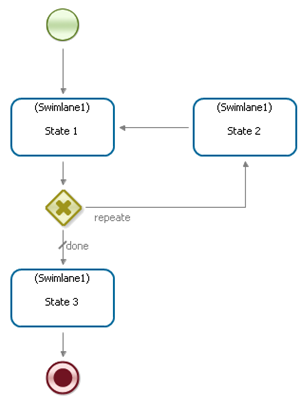 (Swimlane1)
State 1
(Swimlane1)
State 2
repeate
done
(Swimlane1)
State 3